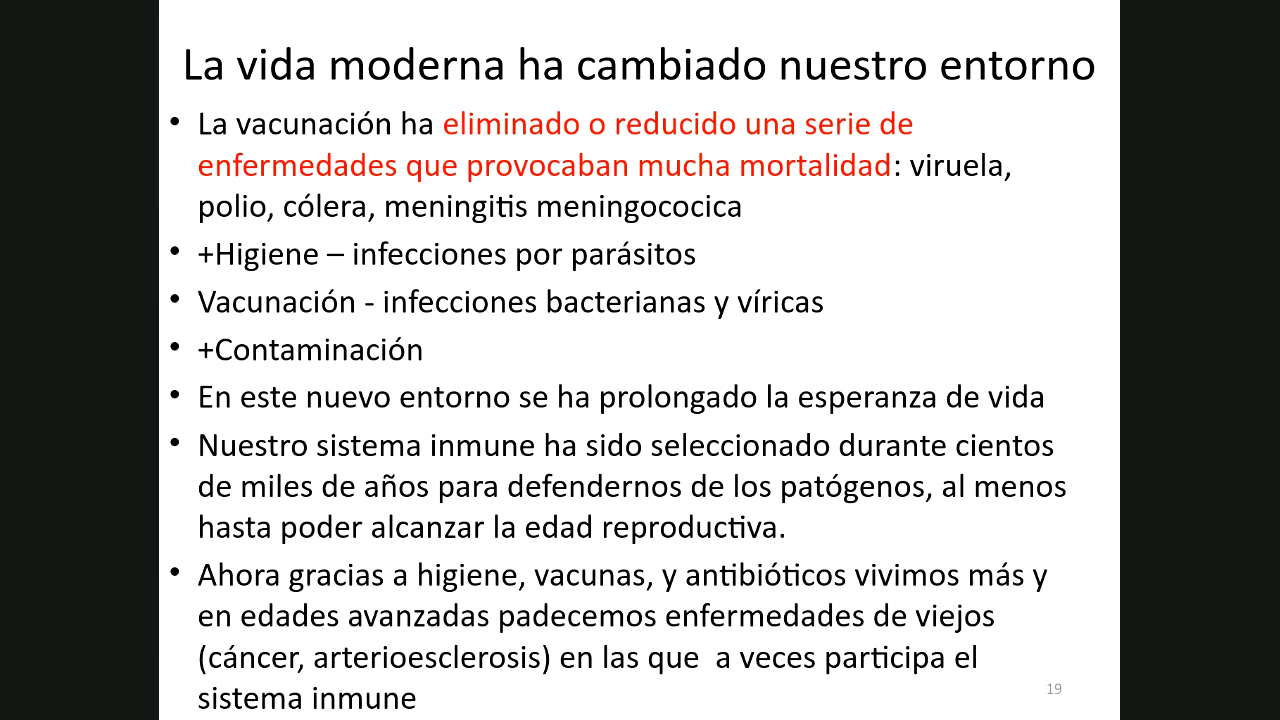 La vida moderna ha cambiado nuestro entorno
• La vacunación ha eliminado o reducido una serie de
enfermedades que provocaban mucha mortalidad: viruela,
polio, cólera, meningitis meningococica
• +Higiene – infecciones por parásitos
• Vacunación - infecciones bacterianas y víricas
• +Contaminación
• En este nuevo entorno se ha prolongado la esperanza de vida
• Nuestro sistema inmune ha sido seleccionado durante cientos
de miles de años para defendernos de los patógenos, al menos
hasta poder alcanzar la edad reproductiva.
• Ahora gracias a higiene, vacunas, y antibióticos vivimos más y
en edades avanzadas padecemos enfermedades de viejos
(cáncer, arterioesclerosis) en las que  a veces participa el
sistema inmune
19